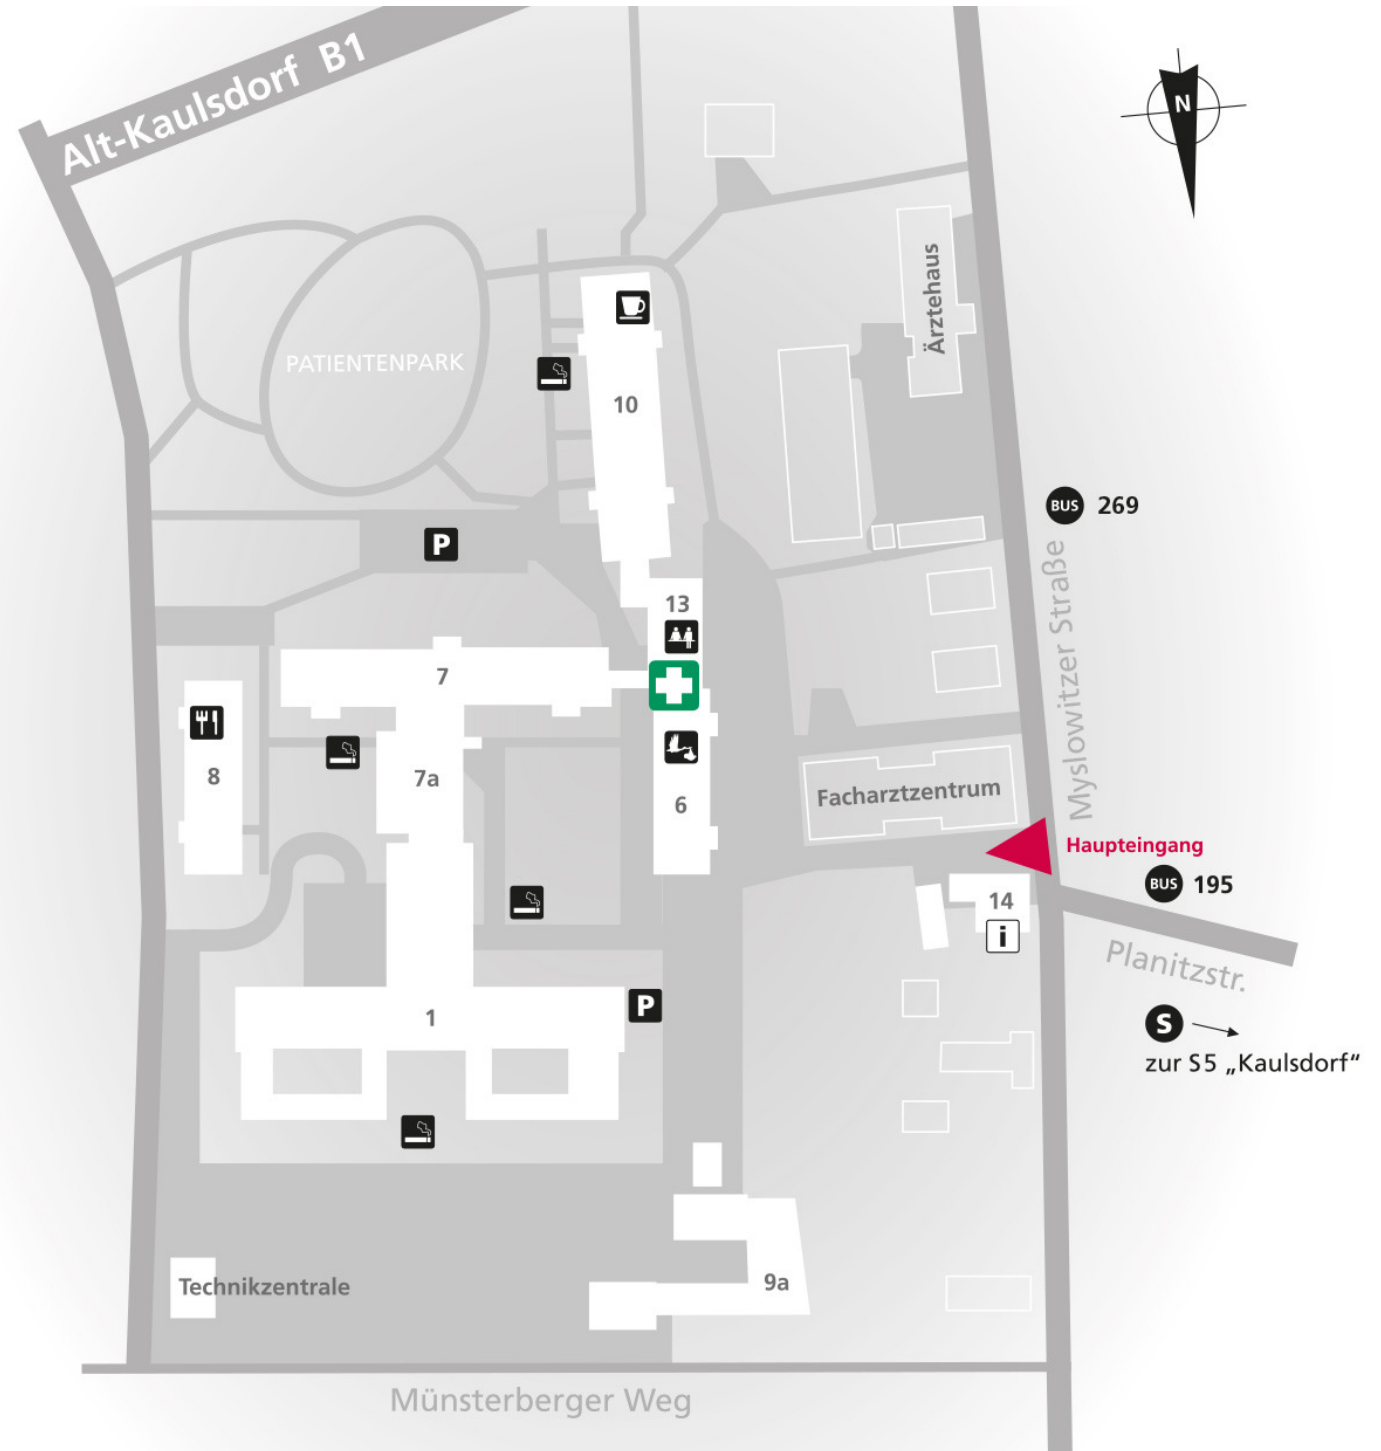 Alt-Kaulsdorf B1
N
Ärztehaus
PATIENTENPARK
10
BUS 269
P
Myslowitzer Straße
13
7
8
7a
6
Facharztzentrum
Haupteingang
BUS 195
14
i
Planitzstr.
P
1
S
zur S5 „Kaulsdorf“
Technikzentrale
9a
Münsterberger Weg